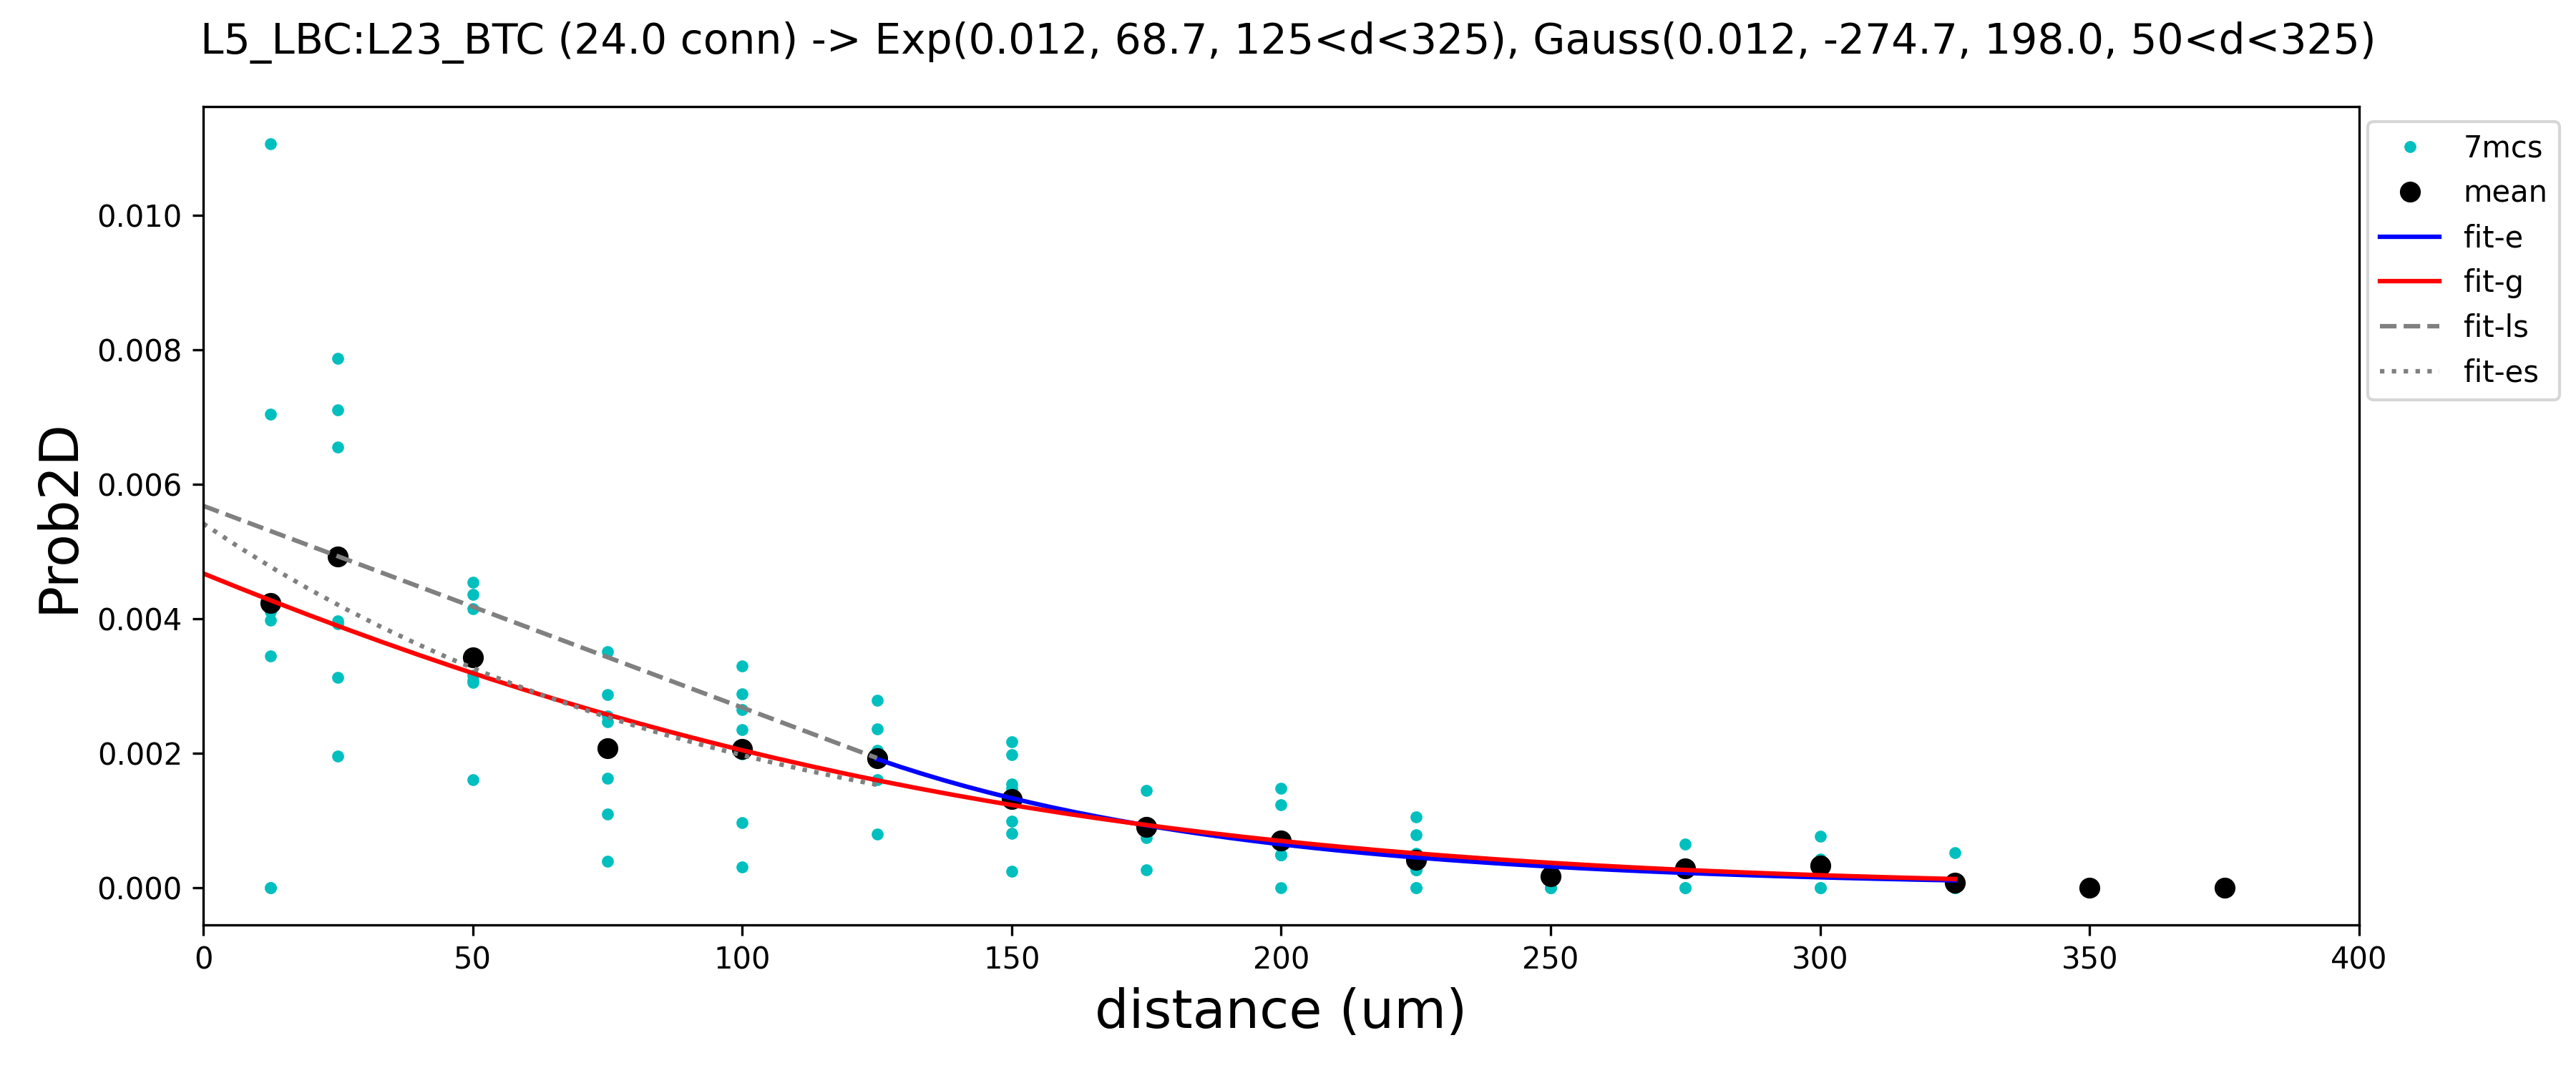 L5_LBC:L23_BTC (24.0 conn) -> Exp(0.012, 68.7, 125<d<325), Gauss(0.012, -274.7, 198.0, 50<d<325)
7mcs
mean
fit-e
fit-g
fit-ls
fit-es
Prob2D
0.010
0.008
0.006
0.004
0.002
0.000
0 50 100 150 200 250 300 350 400
distance (um)